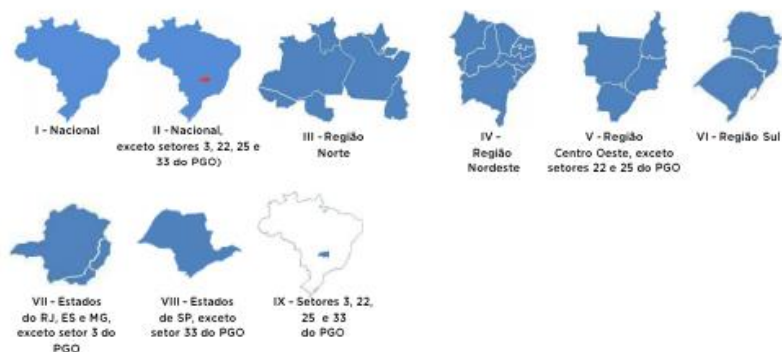 I - Nacional
II - Nacional,
exceto setores 3, 22, 25 e
33 do PGO)
III - Região
Norte
IV -
Região
Nordeste
V - Região
Centro Oeste, exceto
setores 22 e 25 do PGO
VI - Região Sul
VII - Estados
do RJ, ES e MG,
exceto setor 3 do
PGO
VIII - Estados
de SP, exceto
setor 33 do PGO
IX - Setores 3, 22,
25 e 33
do PGO